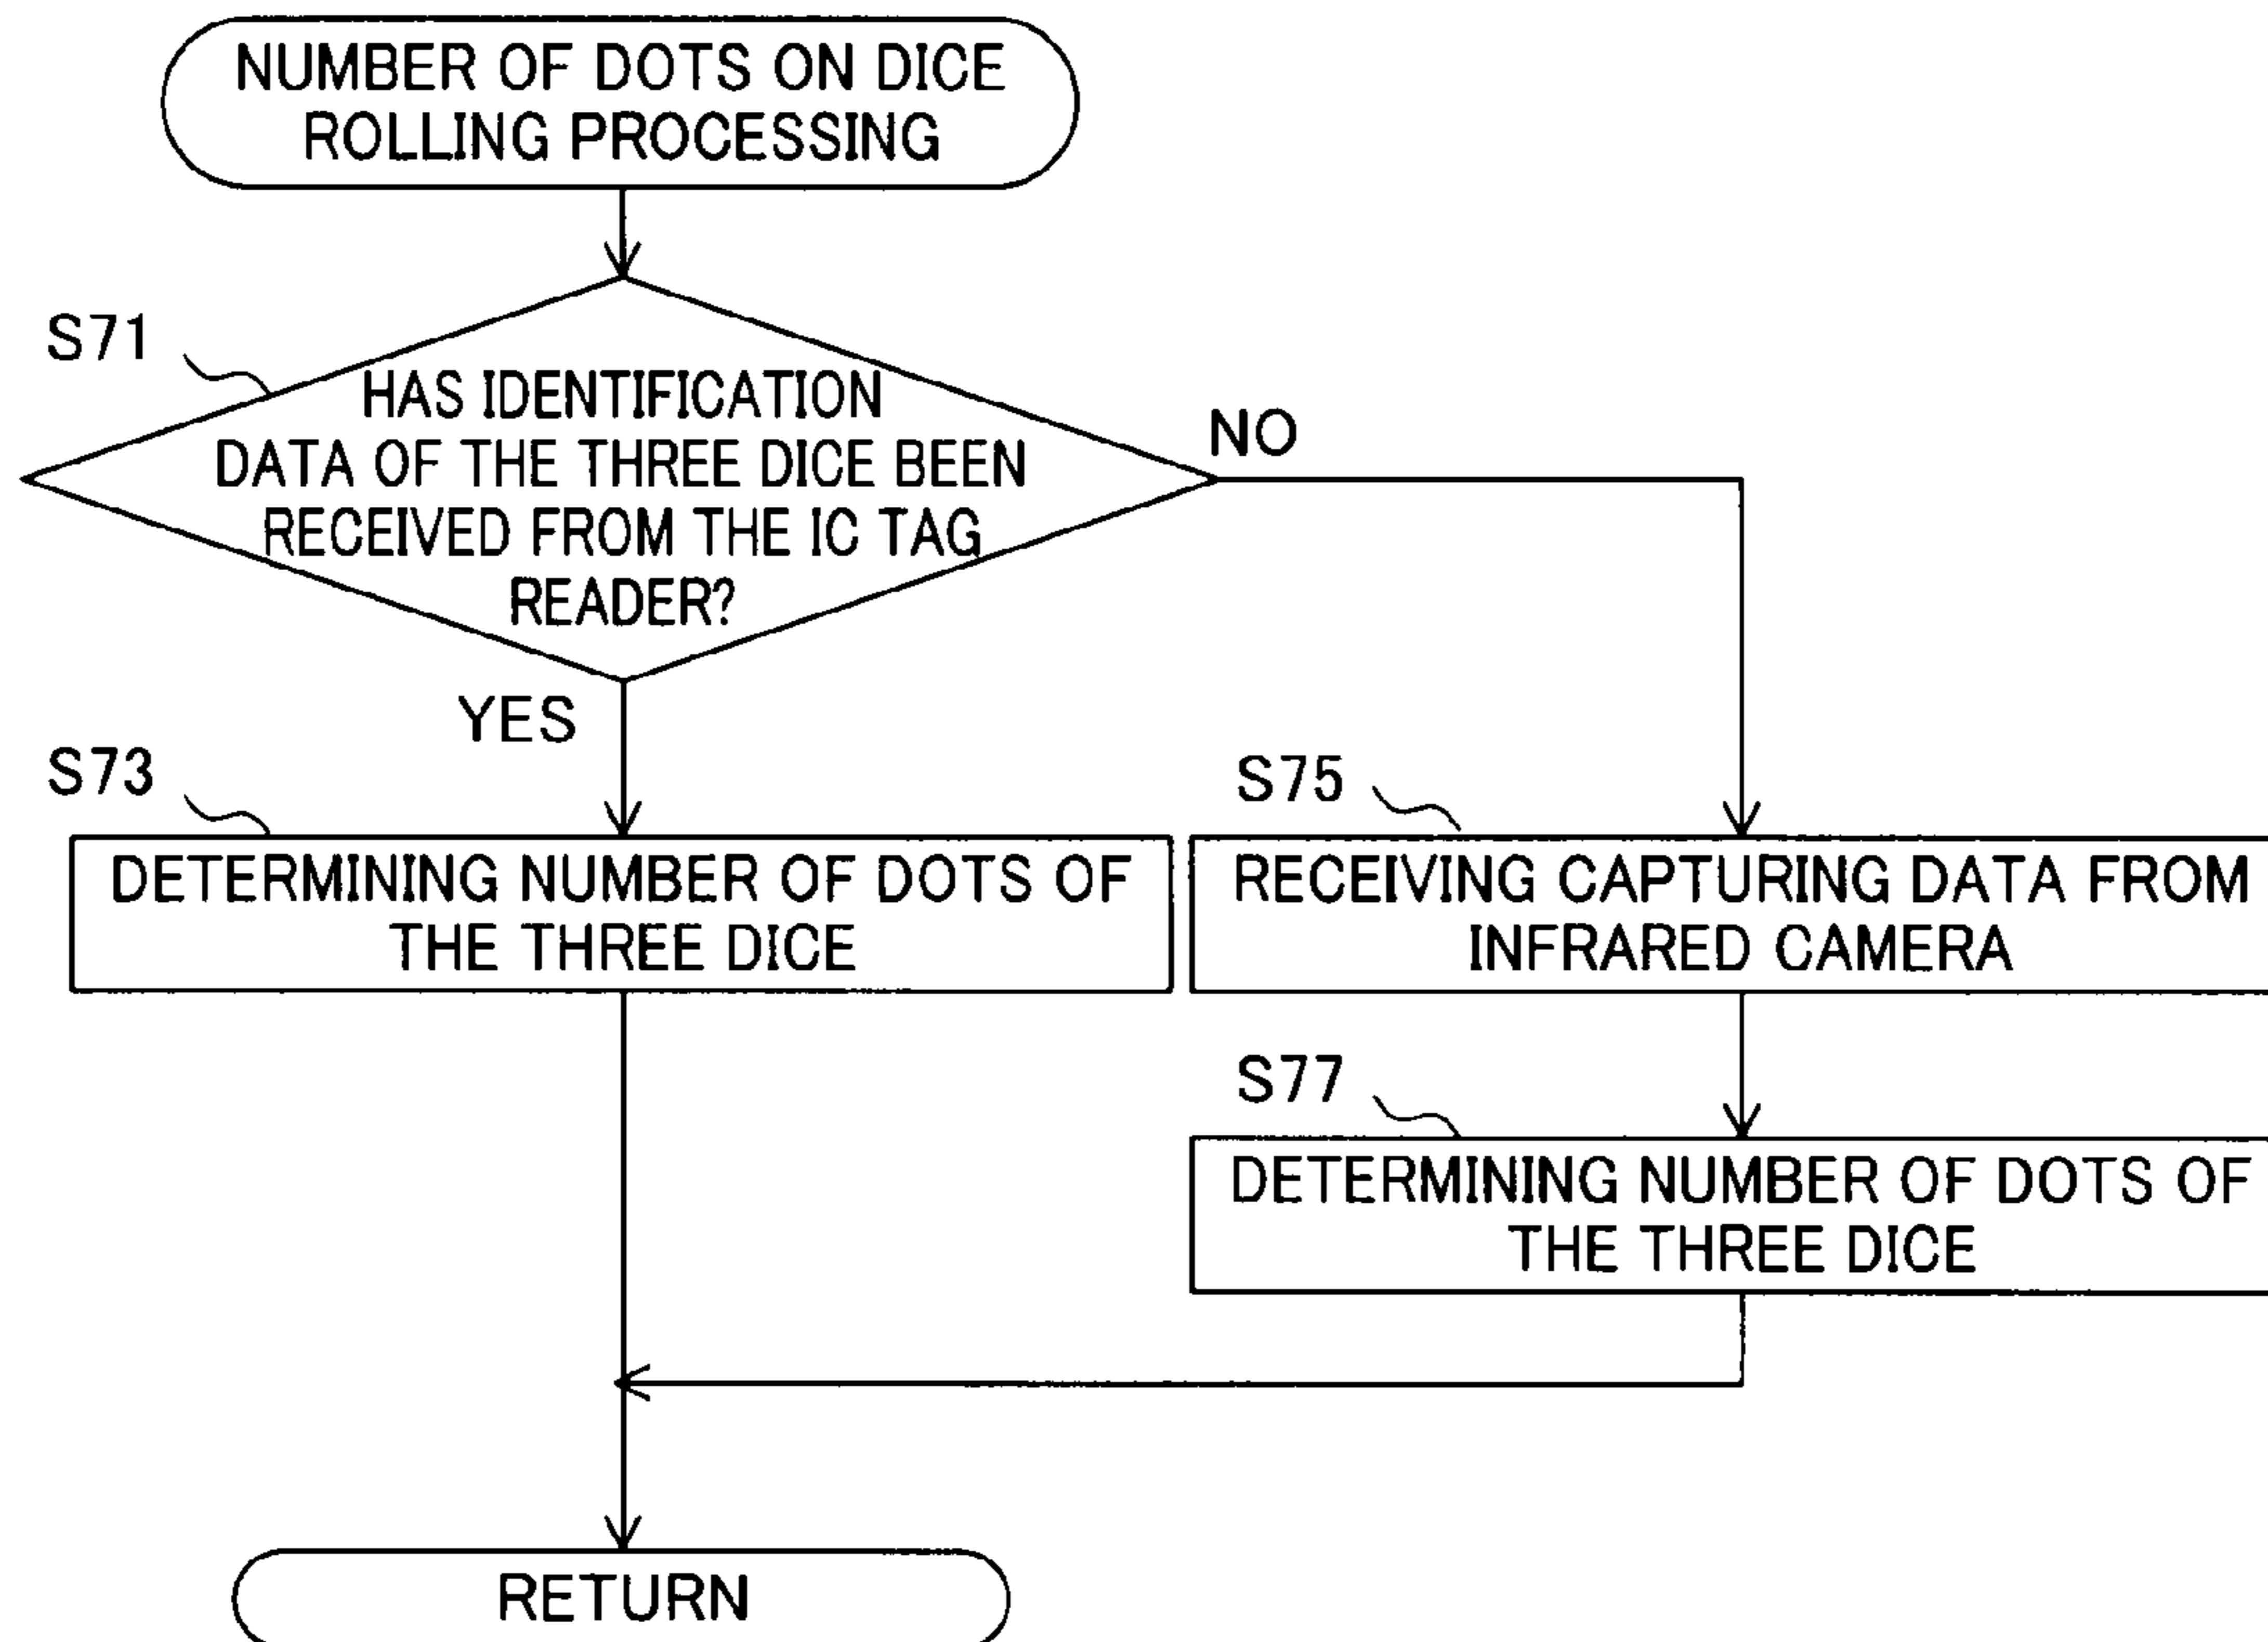 NUMBER OF DOTS ON DICE
ROLLING PROCESSING
S71
HAS IDENTIFICATION
DATA OF THE THREE DICE BEEN
RECEIVED FROM THE IC TAG
READER?
NO
YES
S73
DETERMINING NUMBER OF DOTS OF
THE THREE DICE
S75
RECEIVING CAPTURING DATA FROM
INFRARED CAMERA
S77
DETERMINING NUMBER OF DOTS OF
THE THREE DICE
RETURN